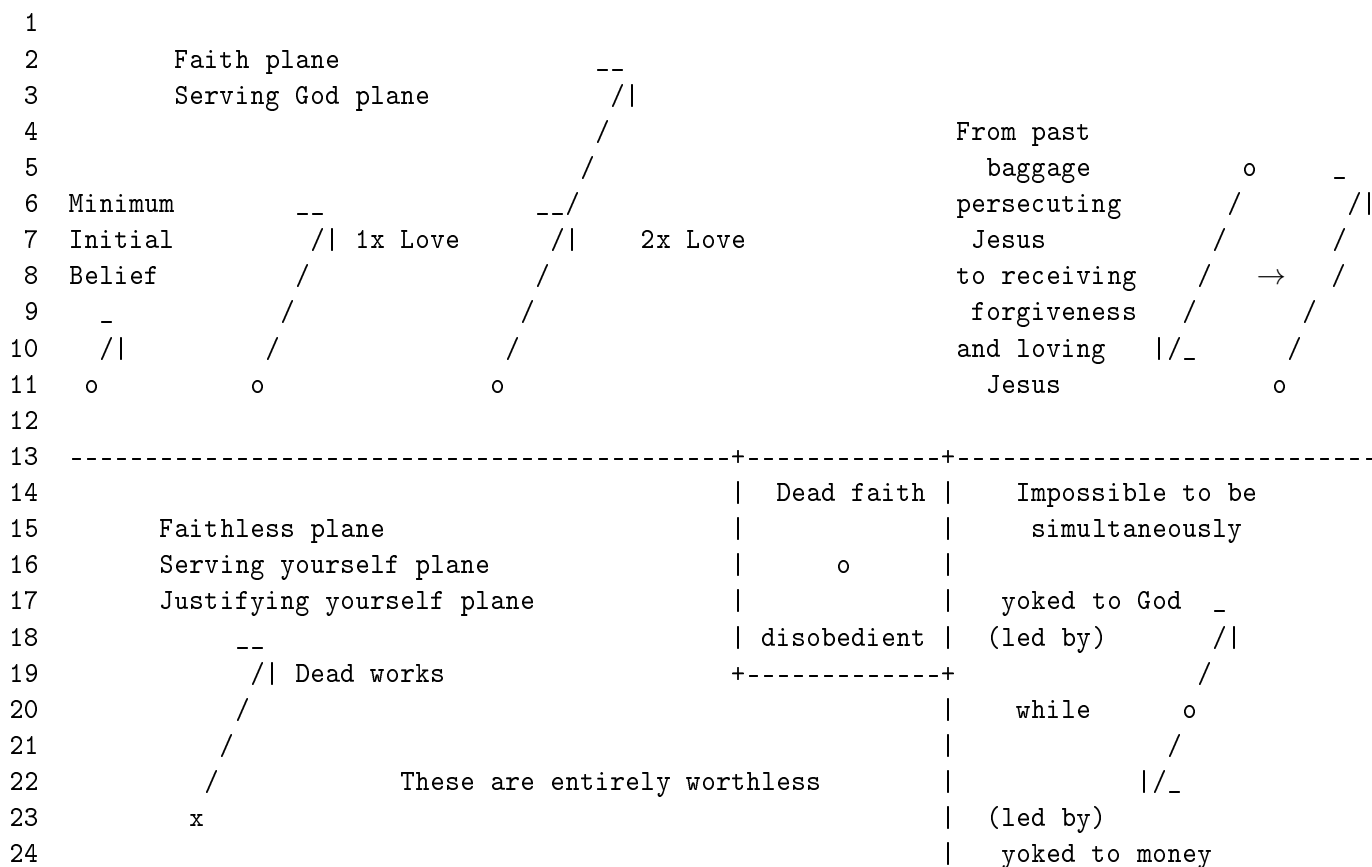 1
2         Faith plane                 __
3         Serving God plane            /|
4                                     /                       From past
5                                    /                          baggage          o     _
6  Minimum        __              __/                         persecuting       /       /|
7  Initial         /| 1x Love      /|    2x Love               Jesus           /       /
8  Belief         /               /                           to receiving    /   →   /
9    _           /               /                             forgiveness   /       /
10   /|         /               /                             and loving   |/_      /
11  o          o               o                                Jesus              o
12
13 --------------------------------------------+-------------+----------------------------
14                                             |  Dead faith |    Impossible to be
15       Faithless plane                       |             |     simultaneously
16       Serving yourself plane                |      o      |
17       Justifying yourself plane             |             |   yoked to God  _
18            __                               | disobedient |  (led by)       /|
19             /| Dead works                   +-------------+                /
20            /                                              |    while      o
21           /                                               |              /
22          /            These are entirely worthless        |            |/_
23         x                                                 |  (led by)
24                                                           |   yoked to money